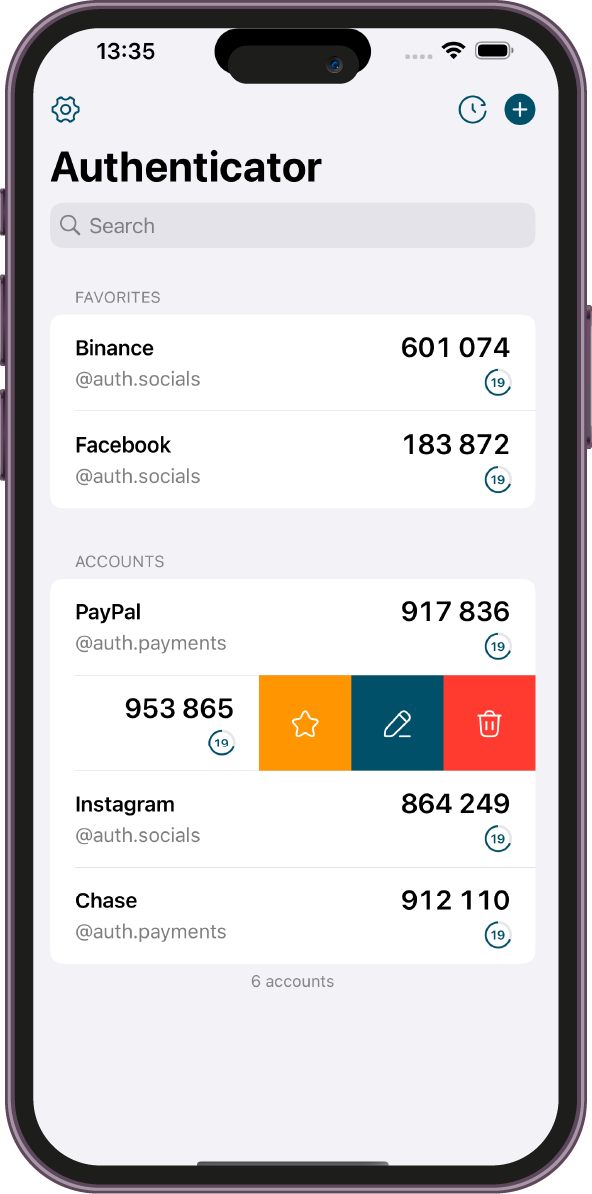 13:35
Authenticator
Search
FAVORITES
Binance 601 074
@auth.socials 19
Facebook 183 872
@auth.socials 19
ACCOUNTS
PayPal 917 836
@auth.payments 19
953 865
19
Instagram 864 249
@auth.socials 19
Chase 912 110
@auth.payments 19
6 accounts